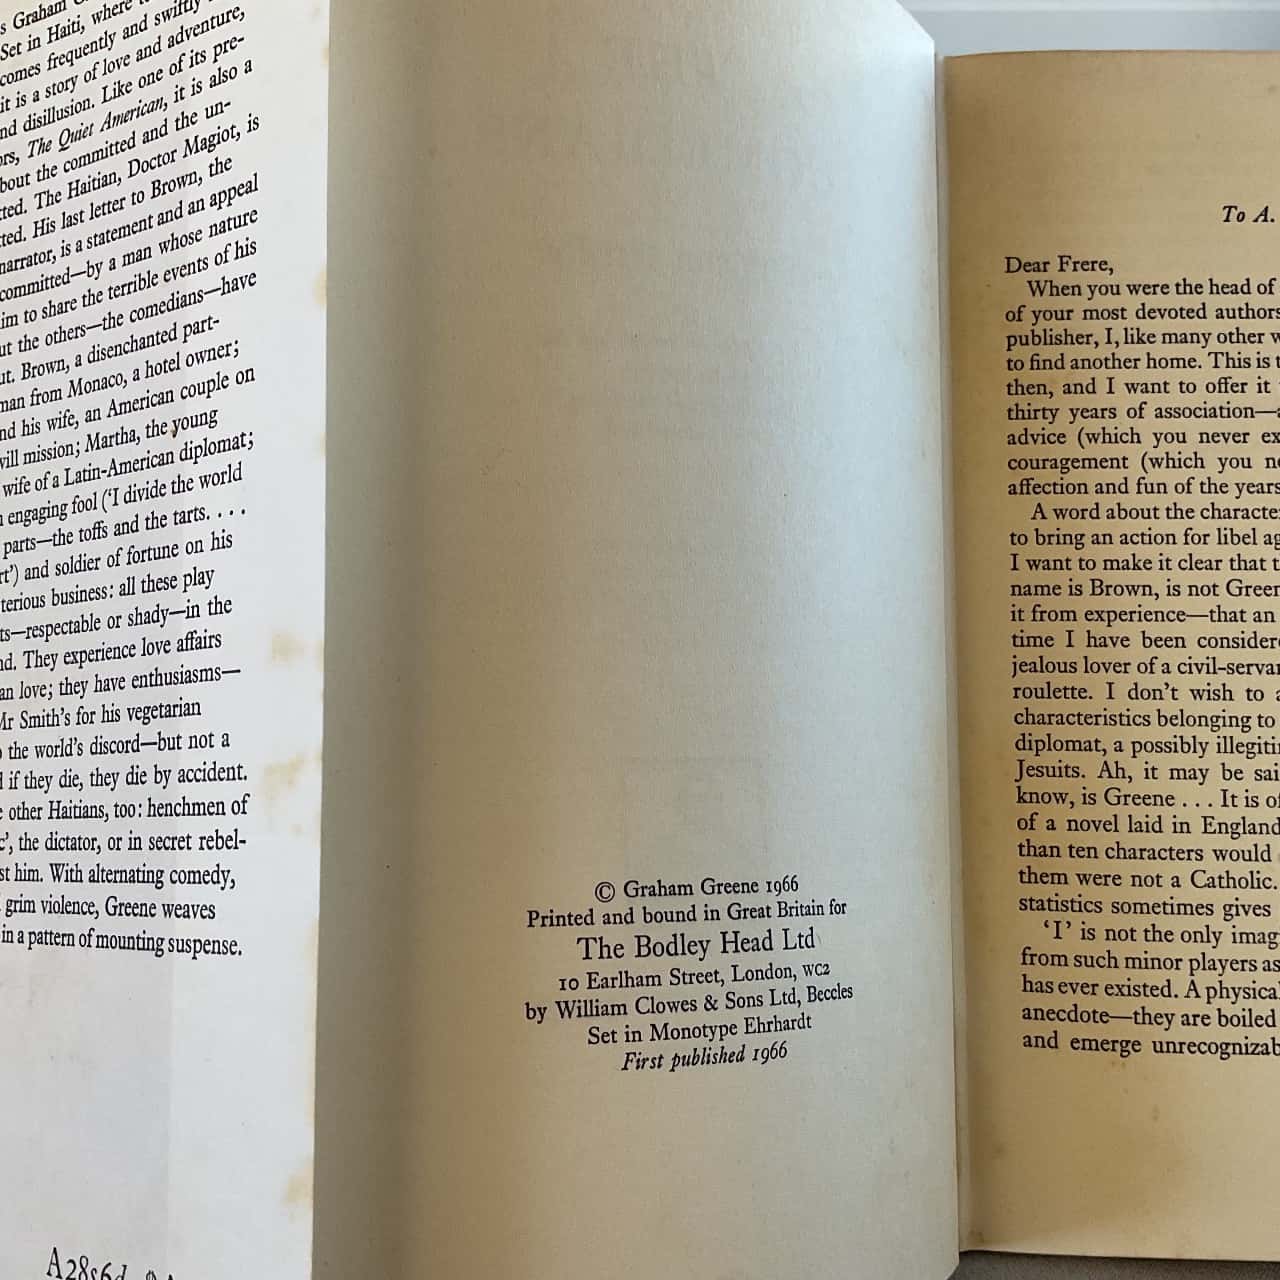 s Graham
Set in Haiti, where
comes frequently and swiftly
it is a story of love and adventure,
nd disillusion. Like one of its pre-
ors, The Quiet American, it is also a
bout the committed and the un-
ted. The Haitian, Doctor Magiot, is
ted. His last letter to Brown, the
narrator, is a statement and an appeal
committed—by a man whose nature
im to share the terrible events of his
ut the others—the comedians—have
ut. Brown, a disenchanted part-
man from Monaco, a hotel owner;
nd his wife, an American couple on
will mission; Martha, the young
wife of a Latin-American diplomat;
n engaging fool (‘I divide the world
parts—the toffs and the tarts. . . .
rt’) and soldier of fortune on his
terious business: all these play
ts—respectable or shady—in the
nd. They experience love affairs
an love; they have enthusiasms—
Mr Smith’s for his vegetarian
o the world’s discord—but not a
d if they die, they die by accident.
e other Haitians, too: henchmen of
c’, the dictator, or in secret rebel-
st him. With alternating comedy,
grim violence, Greene weaves
in a pattern of mounting suspense.
© Graham Greene 1966
Printed and bound in Great Britain for
The Bodley Head Ltd
10 Earlham Street, London, WC2
by William Clowes & Sons Ltd, Beccles
Set in Monotype Ehrhardt
First published 1966
To A.
Dear Frere,
When you were the head of
of your most devoted authors
publisher, I, like many other w
to find another home. This is t
then, and I want to offer it
thirty years of association—a
advice (which you never ex
couragement (which you ne
affection and fun of the years
A word about the characte
to bring an action for libel ag
I want to make it clear that t
name is Brown, is not Green
it from experience—that an
time I have been considere
jealous lover of a civil-servan
roulette. I don’t wish to a
characteristics belonging to
diplomat, a possibly illegitim
Jesuits. Ah, it may be sai
know, is Greene . . . It is of
of a novel laid in England
than ten characters would
them were not a Catholic.
statistics sometimes gives
‘I’ is not the only imag
from such minor players as
has ever existed. A physical
anecdote—they are boiled
and emerge unrecognizab